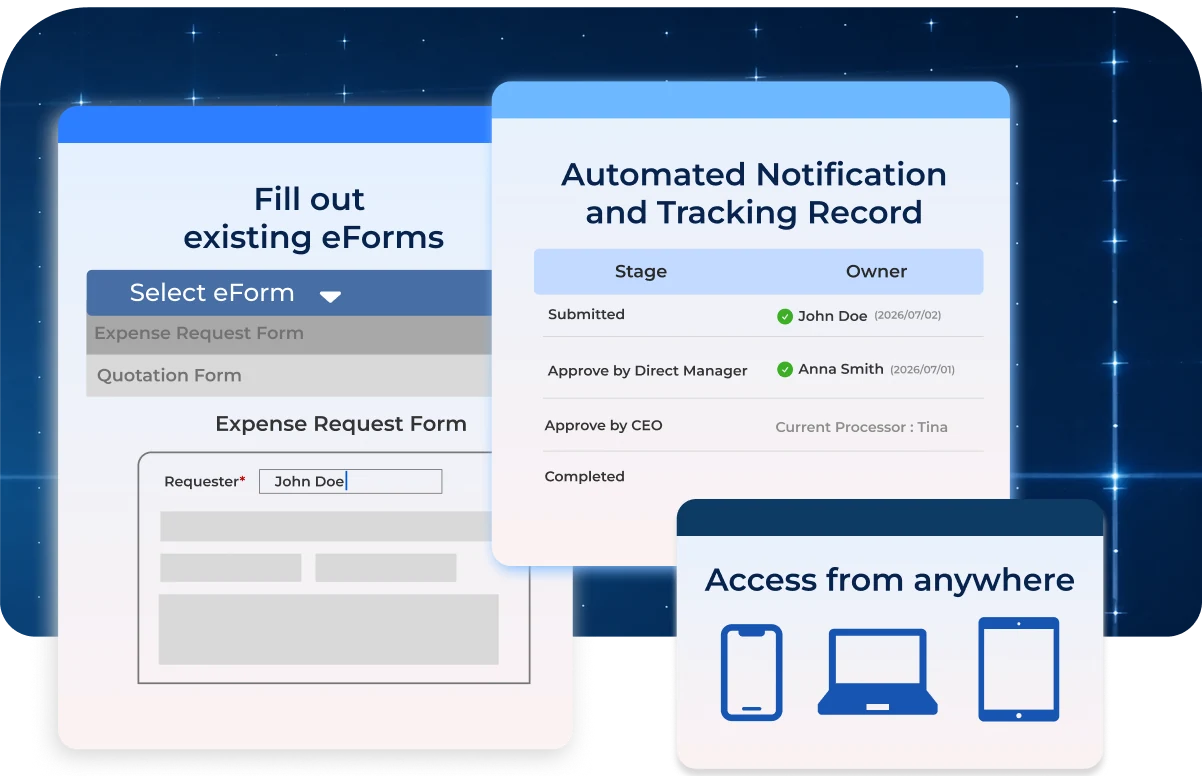 Fill out
existing eForms
Select eForm
Expense Request Form
Quotation Form
Expense Request Form
Requester* John Doe
Automated Notification
and Tracking Record
Stage Owner
Submitted John Doe (2026/07/02)
Approve by Direct Manager Anna Smith (2026/07/01)
Approve by CEO Current Processor : Tina
Completed
Access from anywhere